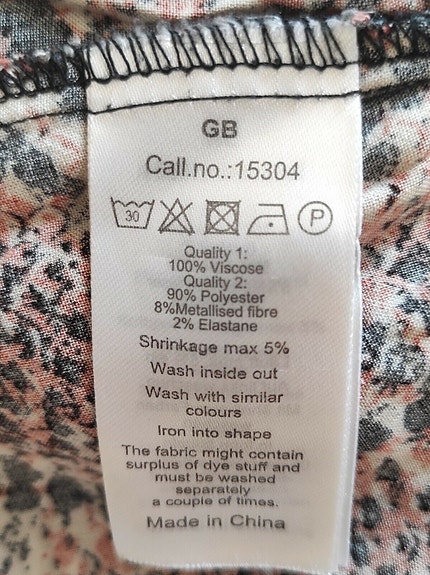 GB
Call.no.:15304
30
P
Quality 1:
100% Viscose
Quality 2:
90% Polyester
8%Metallised fibre
2% Elastane
Shrinkage max 5%
Wash inside out
Wash with similar
colours
Iron into shape
The fabric might contain
surplus of dye stuff and
must be washed
separately
a couple of times.
Made in China